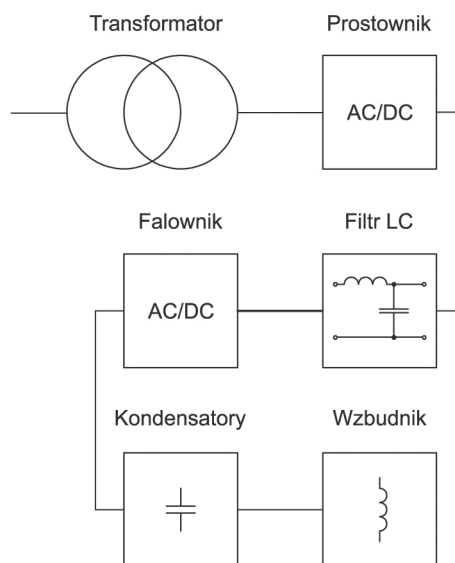 Transformator
Prostownik
AC/DC
Falownik
Filtr LC
AC/DC
Kondensatory
Wzbudnik